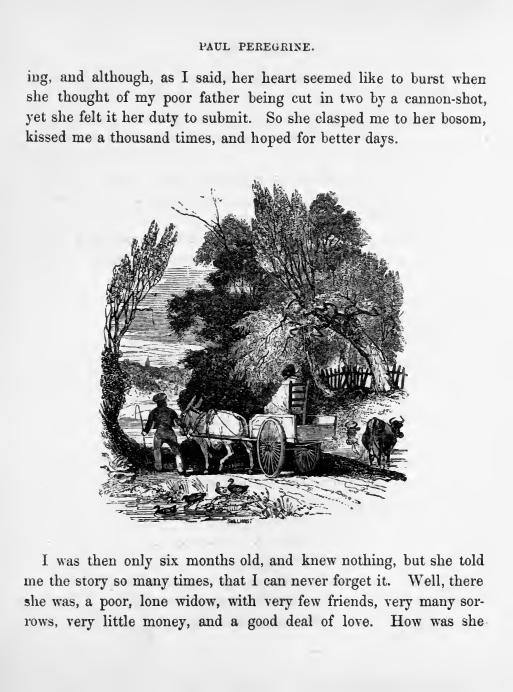 PAUL PEREGRINE.
ing, and although, as I said, her heart seemed like to burst when
she thought of my poor father being cut in two by a cannon-shot,
yet she felt it her duty to submit. So she clasped me to her bosom,
kissed me a thousand times, and hoped for better days.
I was then only six months old, and knew nothing, but she told
me the story so many times, that I can never forget it. Well, there
she was, a poor, lone widow, with very few friends, very many sor-
rows, very little money, and a good deal of love. How was she